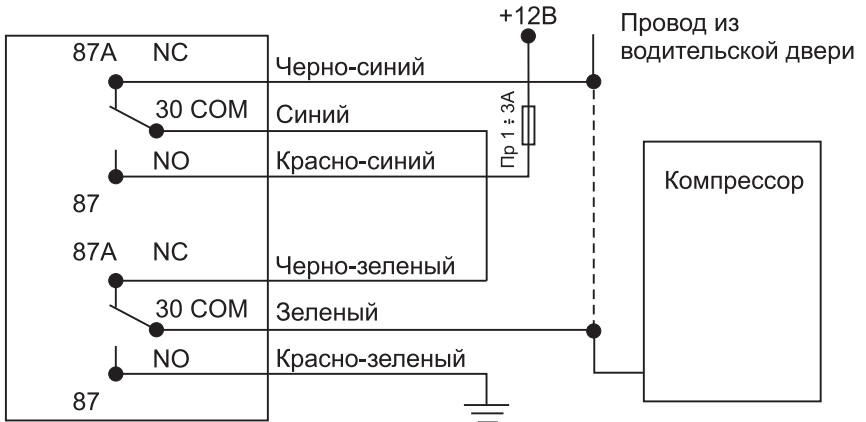 +12В
Провод из
водительской двери
87А NC
Черно-синий
30 COM
Синий
Пр 1 ÷ 3А
NO
Красно-синий
87
Компрессор
87А NC
Черно-зеленый
30 COM
Зеленый
NO
Красно-зеленый
87